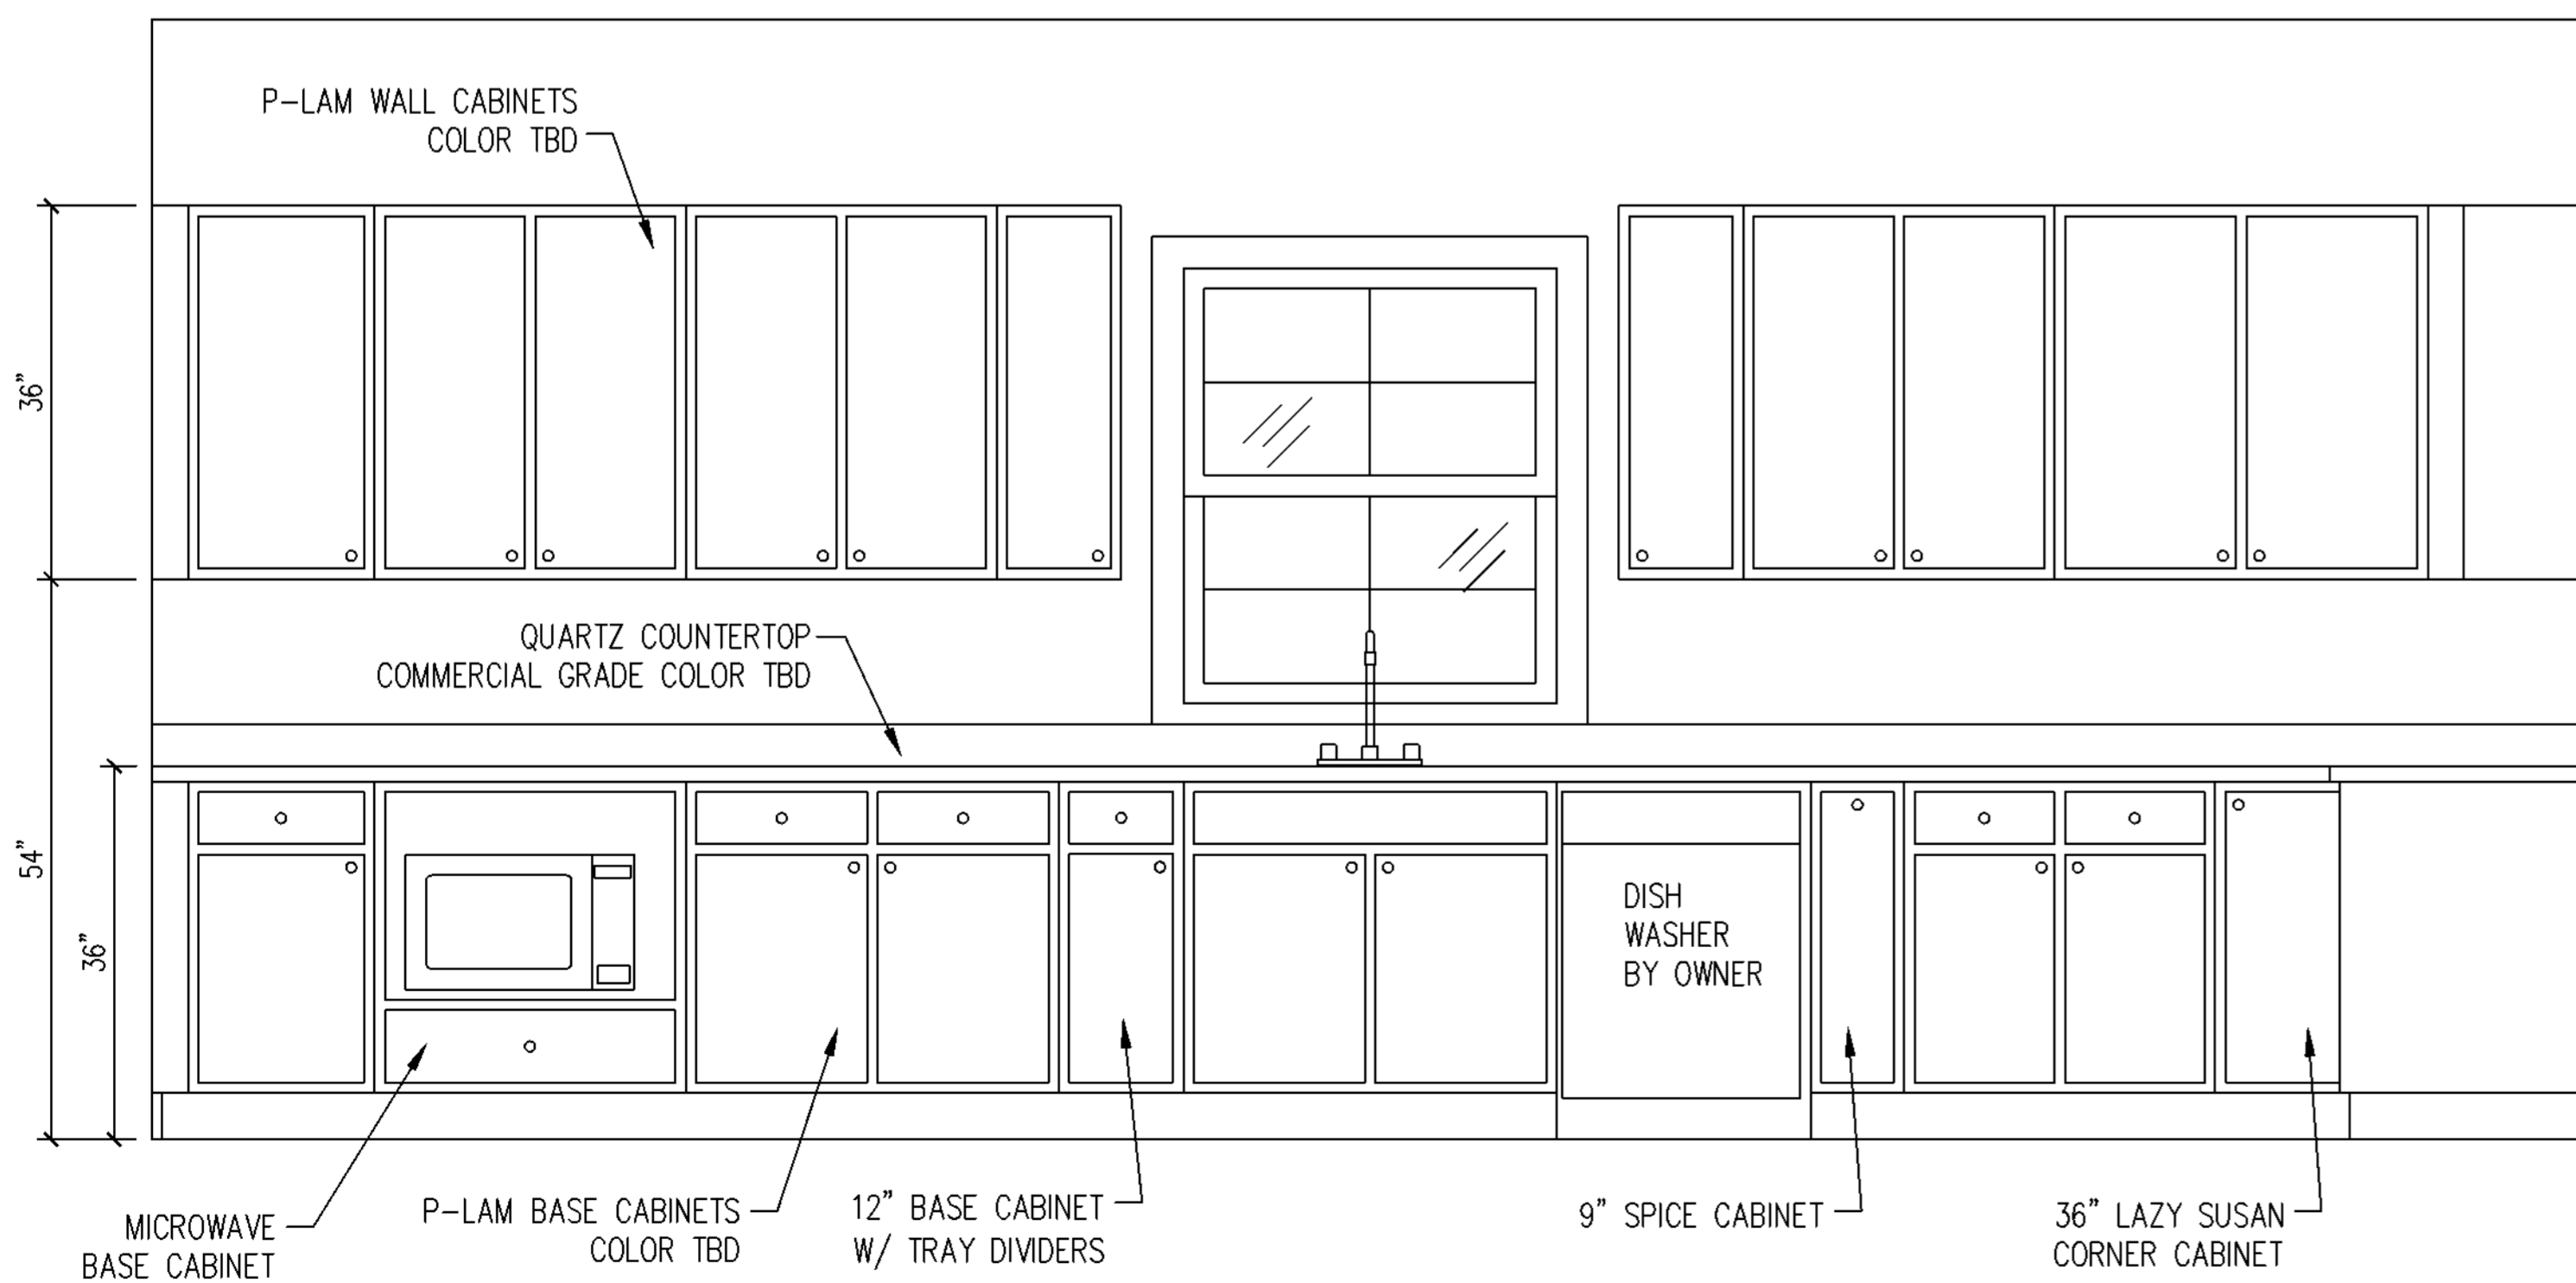 P-LAM WALL CABINETS
COLOR TBD
36”
QUARTZ COUNTERTOP
COMMERCIAL GRADE COLOR TBD
54”
36”
DISH
WASHER
BY OWNER
MICROWAVE
BASE CABINET
P-LAM BASE CABINETS
COLOR TBD
12” BASE CABINET
W/ TRAY DIVIDERS
9” SPICE CABINET
36” LAZY SUSAN
CORNER CABINET